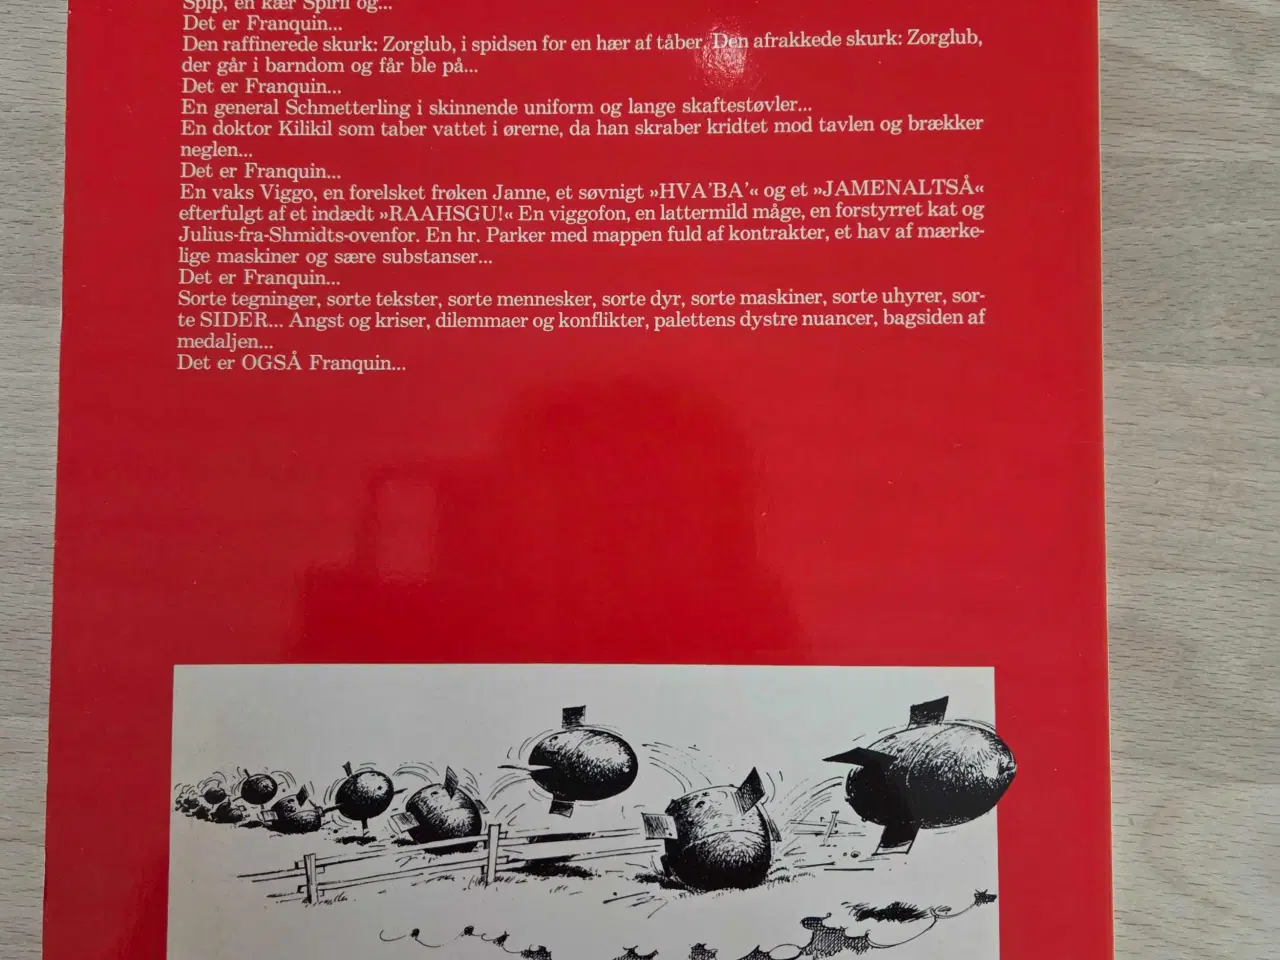 Spip, en kær Spiril og...
Det er Franquin...
Den raffinerede skurk: Zorglub, i spidsen for en hær af tåber. Den afrakkede skurk: Zorglub,
der går i barndom og får ble på...
Det er Franquin...
En general Schmetterling i skinnende uniform og lange skaftestøvler...
En doktor Kilikil som taber vattet i ørerne, da han skraber kridtet mod tavlen og brækker
neglen...
Det er Franquin...
En vaks Viggo, en forelsket frøken Janne, et søvnigt »HVA'BA'« og et »JAMENALTSÅ«
efterfulgt af et indædt »RAAHSGU!« En viggofon, en lattermild måge, en forstyrret kat og
Julius-fra-Shmidts-ovenfor. En hr. Parker med mappen fuld af kontrakter, et hav af mærke-
lige maskiner og sære substanser...
Det er Franquin...
Sorte tegninger, sorte tekster, sorte mennesker, sorte dyr, sorte maskiner, sorte uhyrer, sor-
te SIDER... Angst og kriser, dilemmaer og konflikter, palettens dystre nuancer, bagsiden af
medaljen...
Det er OGSÅ Franquin...